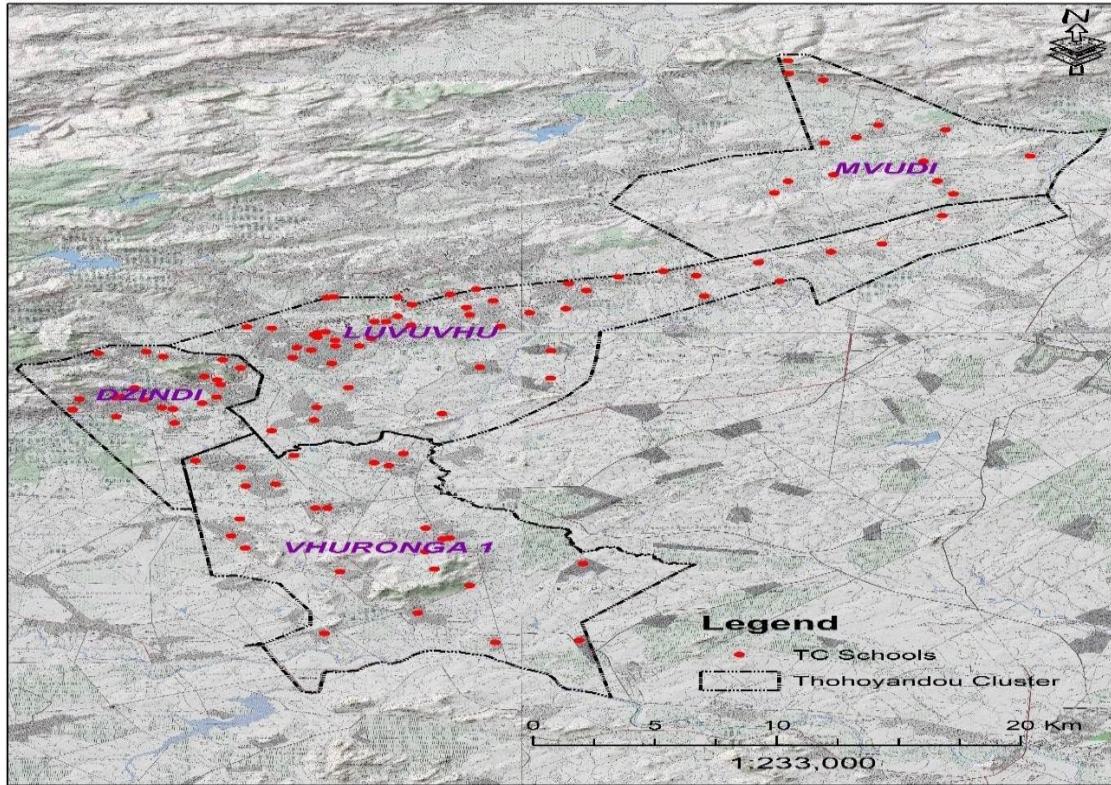 N
MVUDI
LUVUVHU
DZINDI
VHURONGA 1
Legend
TC Schools
Thohoyandou Cluster
0 5 10 20 Km
1:233,000